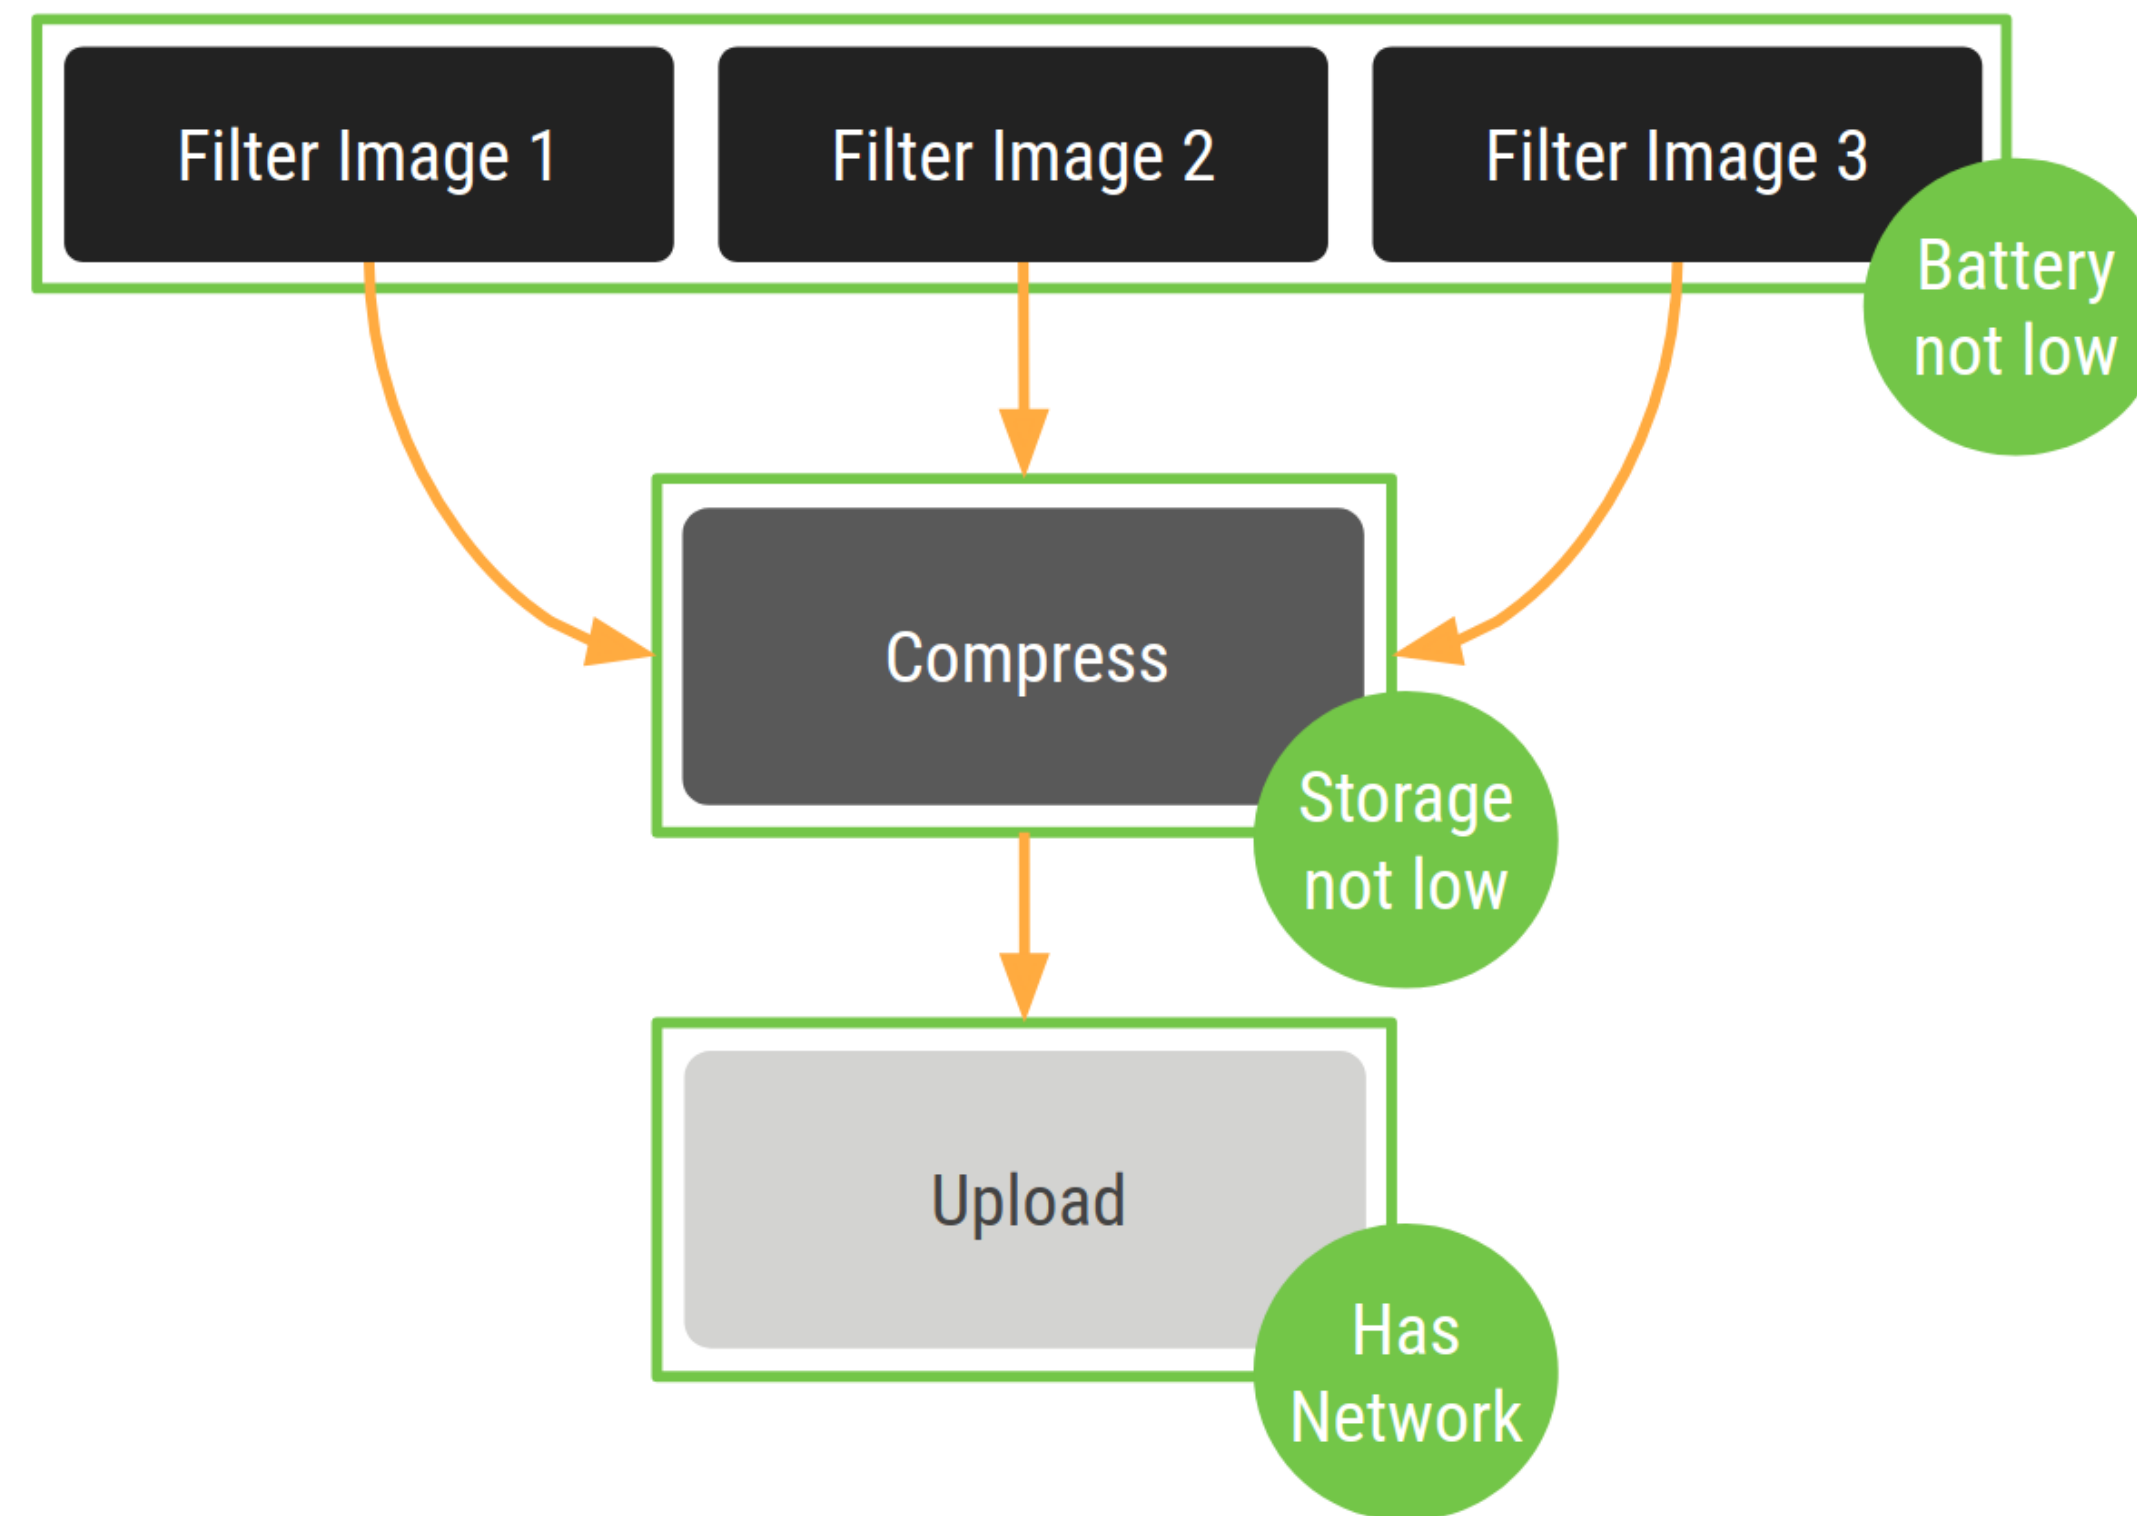 Filter Image 1
Filter Image 2
Filter Image 3
Battery
not low
Compress
Storage
not low
Upload
Has
Network